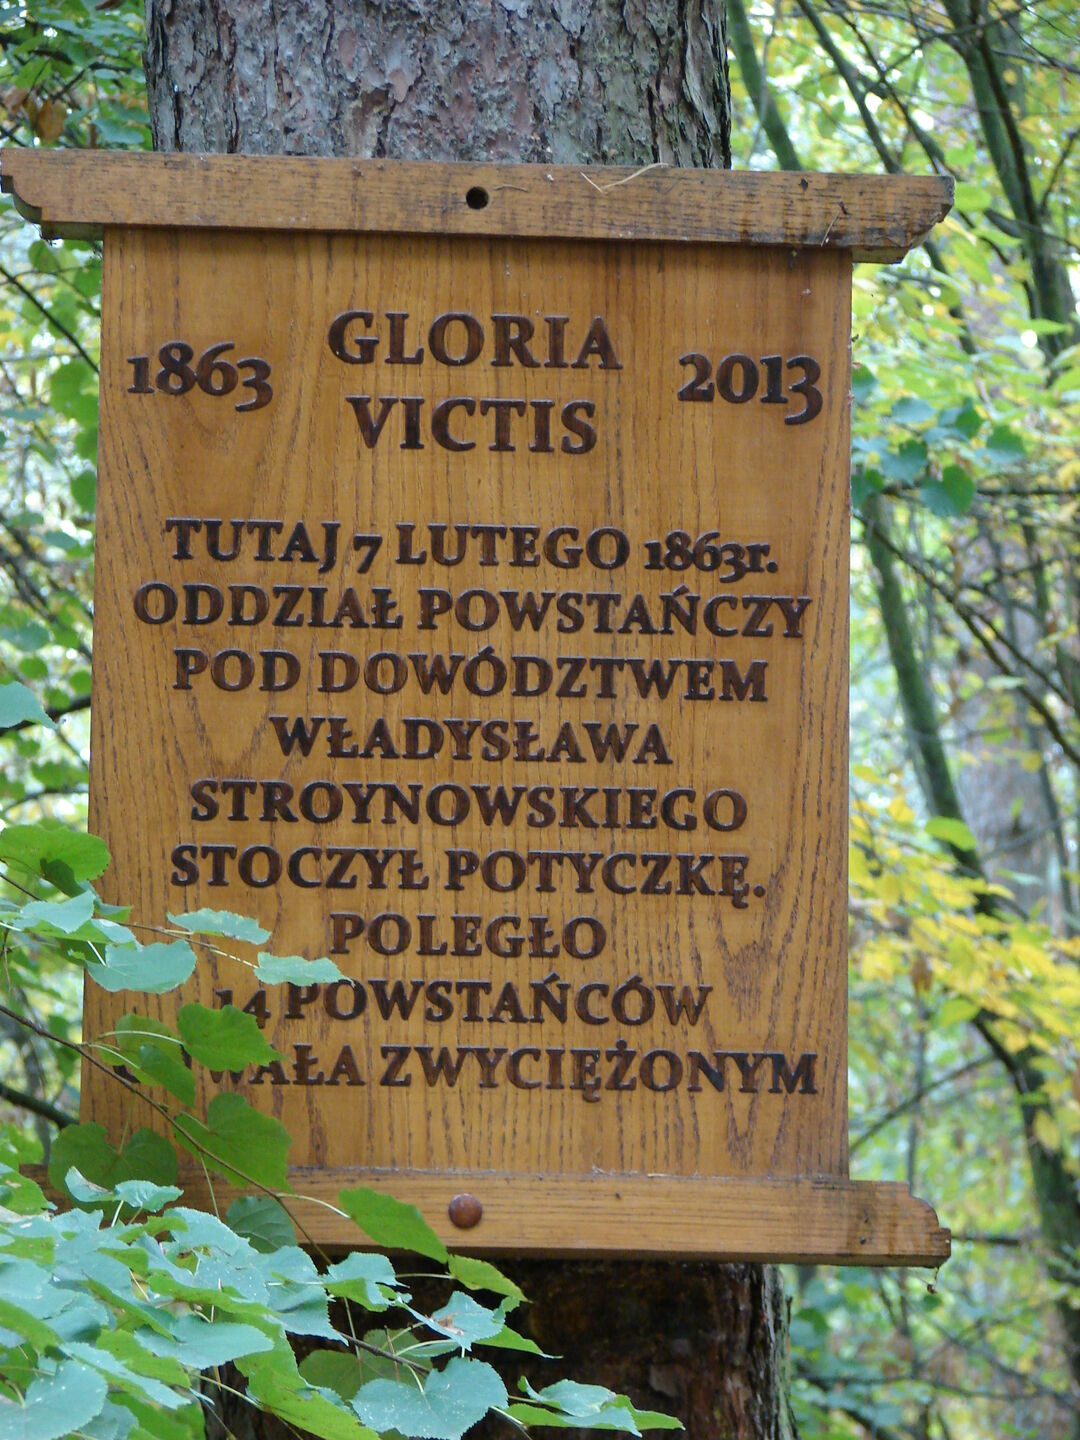 GLORIA
1863 2013
VICTIS
TUTAJ 7 LUTEGO 1863r.
ODDZIAŁ POWSTAŃCZY
POD DOWÓDZTWEM
WŁADYSŁAWA
STROYNOWSKIEGO
STOCZYŁ POTYCZKĘ.
POLEGŁO
14 POWSTAŃCÓW
ZWYCIĘŻONYM